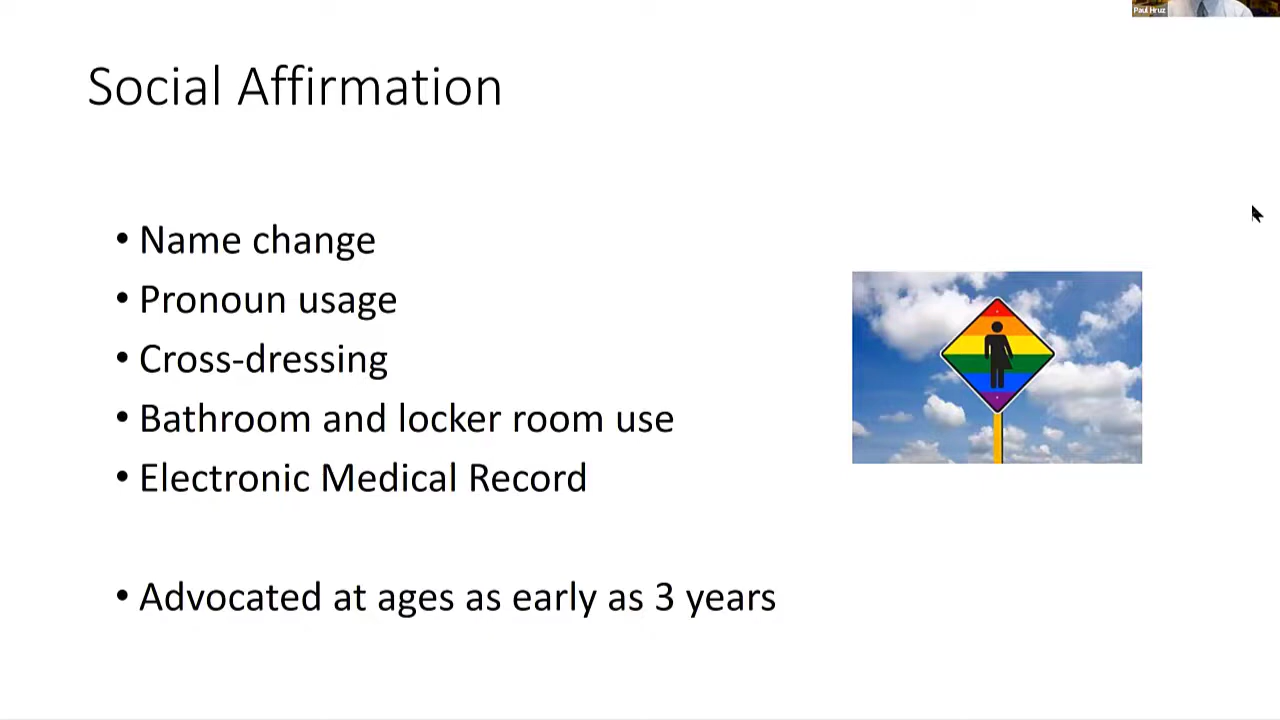 Paul Hruz
Social Affirmation
• Name change
• Pronoun usage
• Cross-dressing
• Bathroom and locker room use
• Electronic Medical Record
• Advocated at ages as early as 3 years